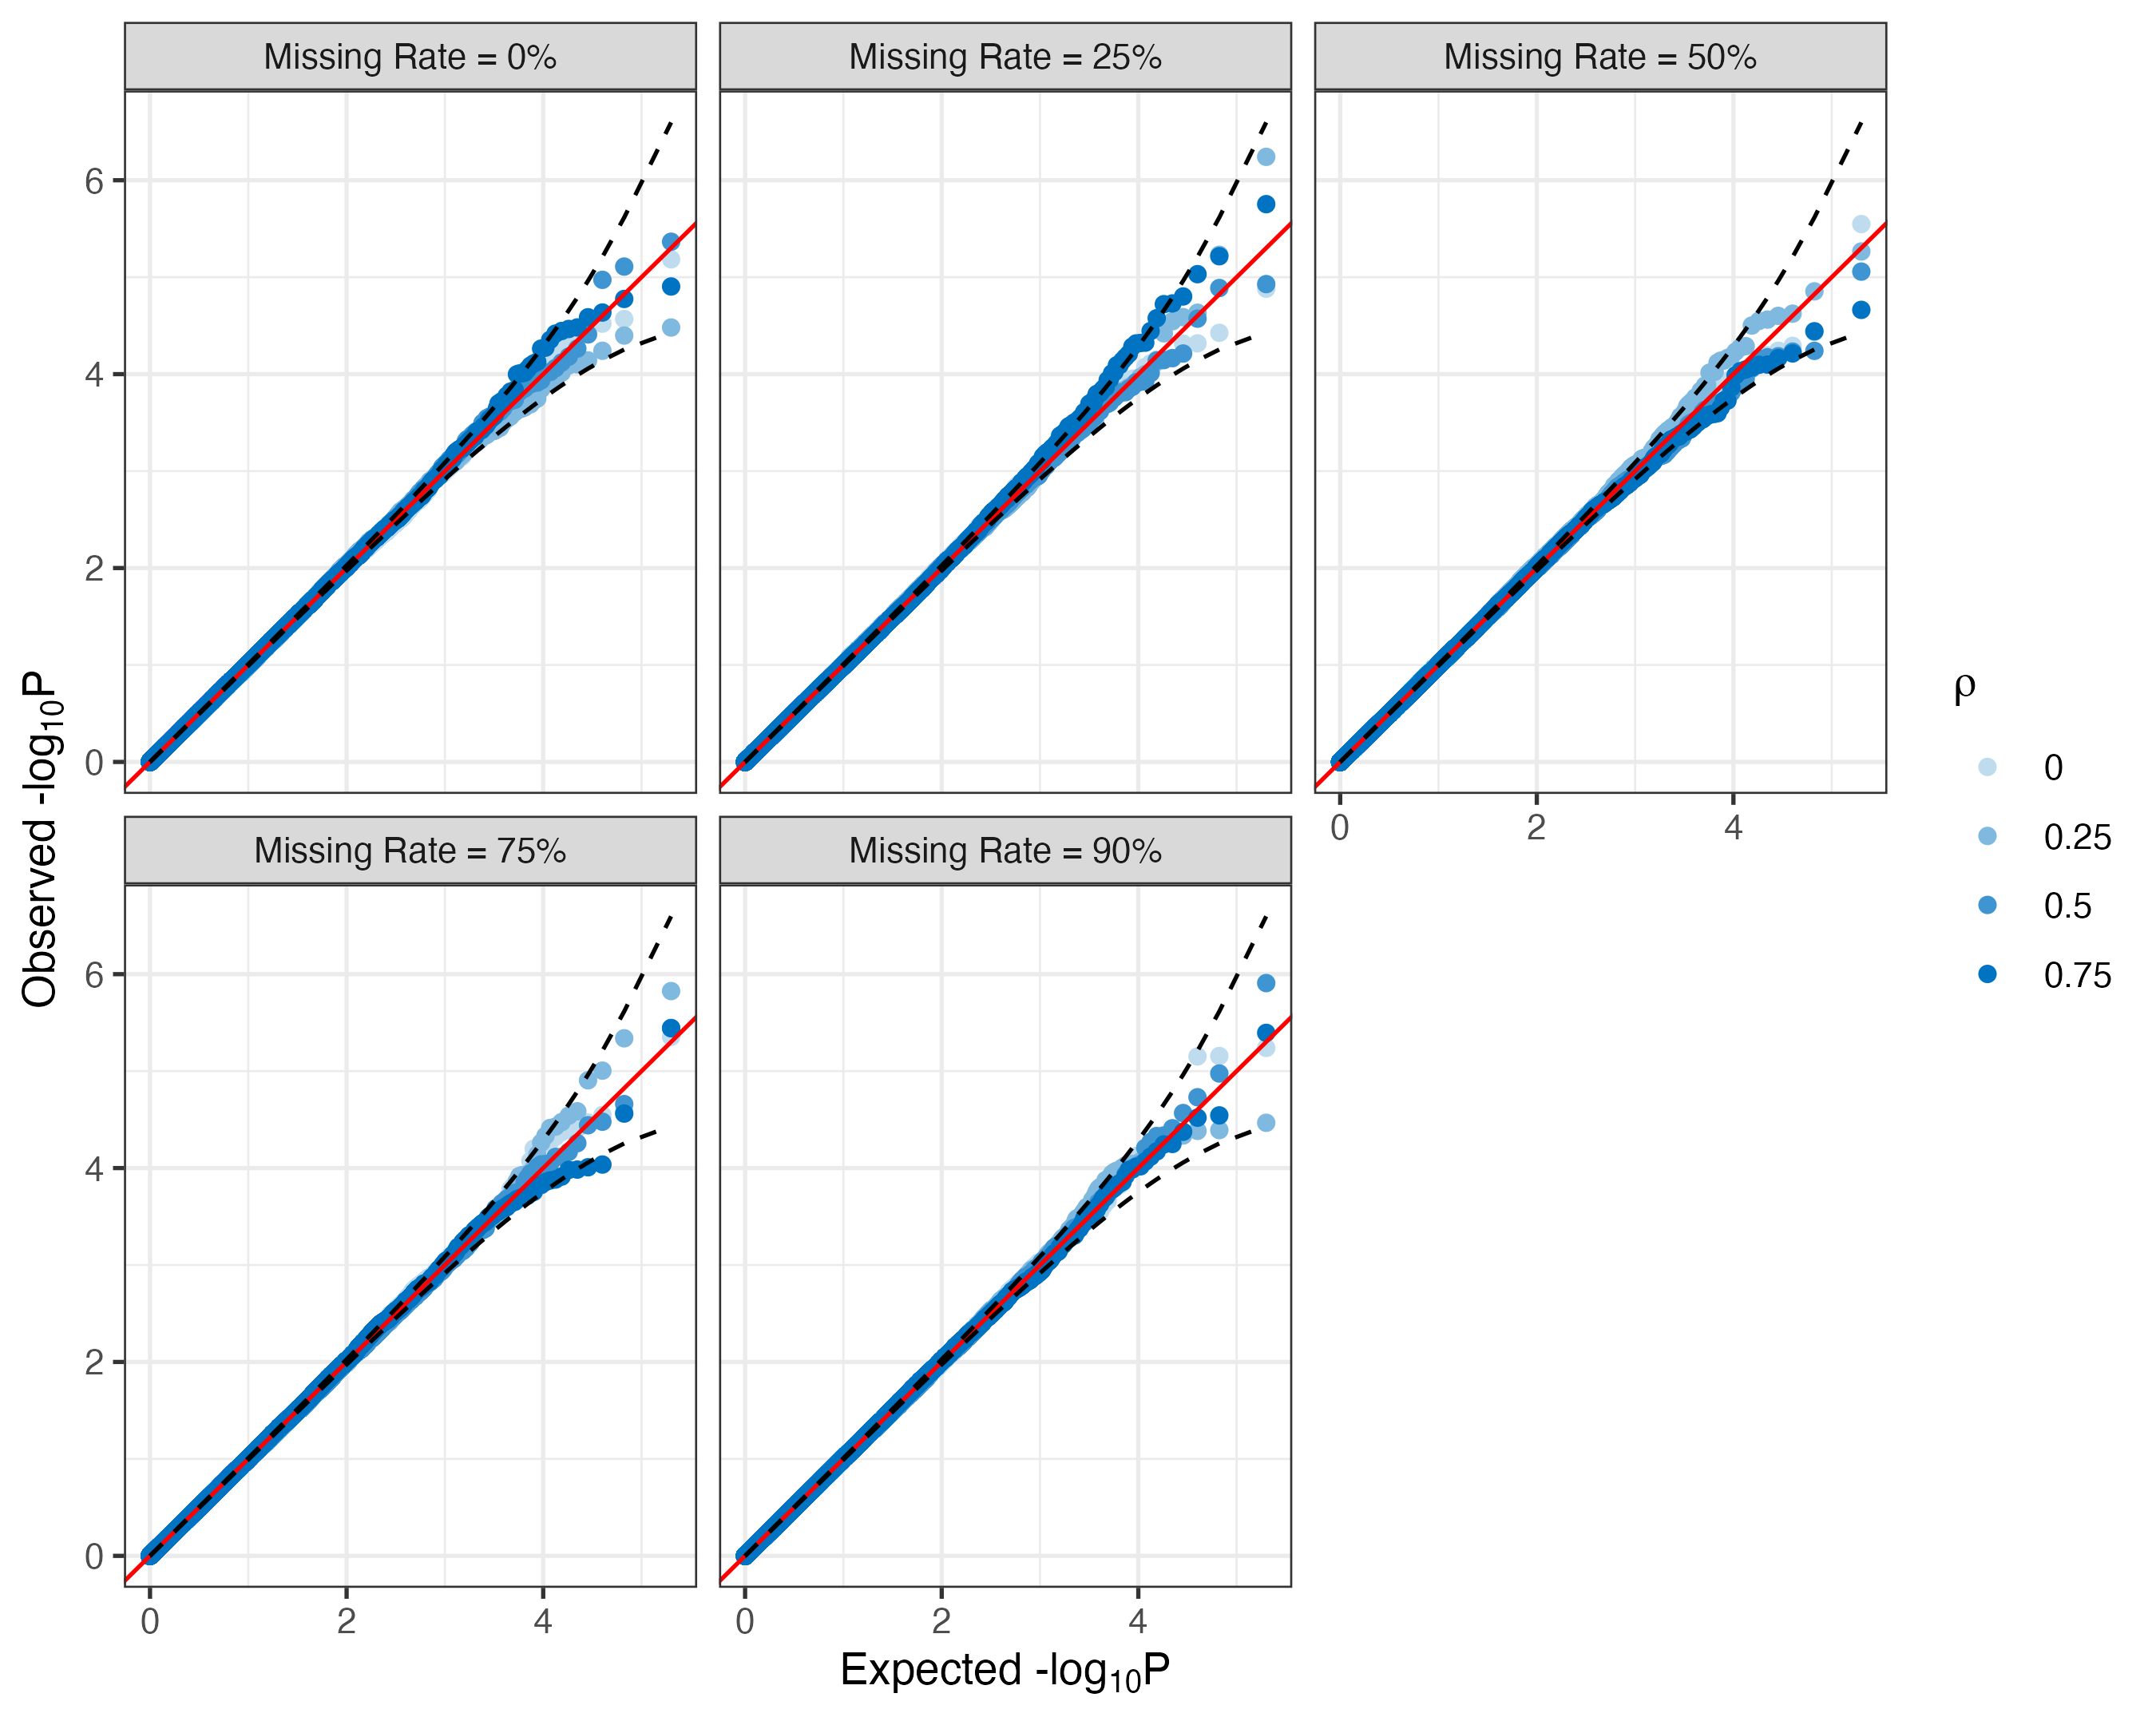 Missing Rate = 0%
Missing Rate = 25%
Missing Rate = 50%
6
4
2
0
0
2
4
Missing Rate = 75%
Missing Rate = 90%
6
4
2
0
0
2
4
0
2
4
Observed -log₁₀P
Expected -log₁₀P
ρ
0
0.25
0.5
0.75